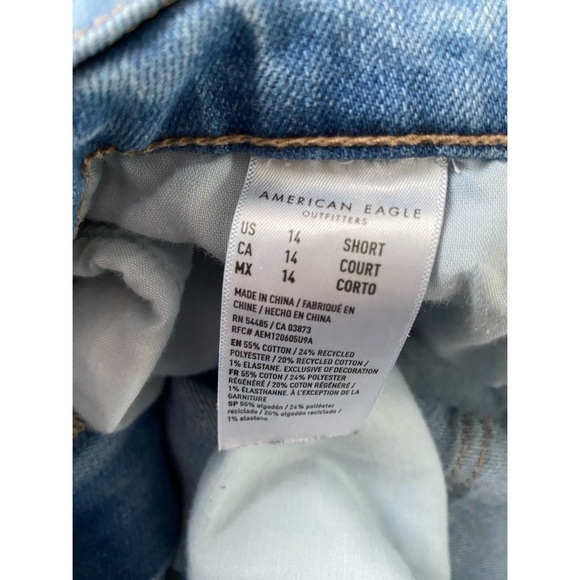 AMERICAN EAGLE
OUTFITTERS
US 14 SHORT
CA 14 COURT
MX 14 CORTO
MADE IN CHINA / FABRIQUÉ EN
CHINE / HECHO EN CHINA
RN 54485 / CA 03873
RFC# AEM120605U9A
EN 55% COTTON / 24% RECYCLED
POLYESTER / 20% RECYCLED COTTON /
1% ELASTANE. EXCLUSIVE OF DECORATION
FR 55% COTON / 24% POLYESTER
RÉGÉNÉRÉ / 20% COTON RÉGÉNÉRÉ /
1% ÉLASTHANNE. À L'EXCEPTION DE LA
GARNITURE
SP 55% algodón / 24% poliéster
reciclado / 20% algodón reciclado /
1% elastane